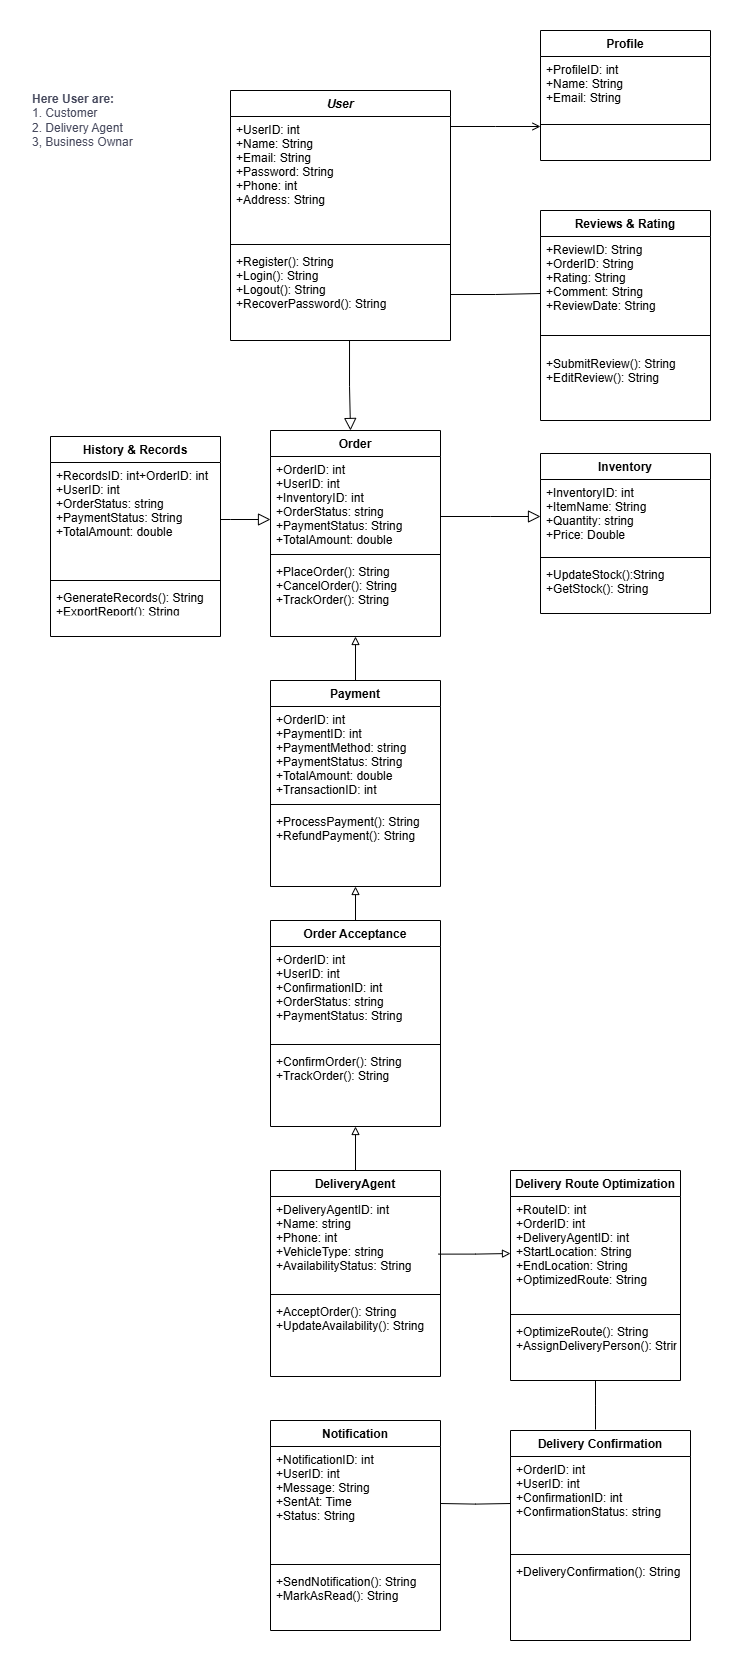 Profile
+ProfileID: int
+Name: String
+Email: String
Here User are:
1. Customer
2. Delivery Agent
3, Business Ownar
User
+UserID: int
+Name: String
+Email: String
+Password: String
+Phone: int
+Address: String
+Register(): String
+Login(): String
+Logout(): String
+RecoverPassword(): String
Reviews & Rating
+ReviewID: String
+OrderID: String
+Rating: String
+Comment: String
+ReviewDate: String
+SubmitReview(): String
+EditReview(): String
History & Records
+RecordsID: int+OrderID: int
+UserID: int
+OrderStatus: string
+PaymentStatus: String
+TotalAmount: double
+GenerateRecords(): String
+ExportReport(): String
Order
+OrderID: int
+UserID: int
+InventoryID: int
+OrderStatus: string
+PaymentStatus: String
+TotalAmount: double
+PlaceOrder(): String
+CancelOrder(): String
+TrackOrder(): String
Inventory
+InventoryID: int
+ItemName: String
+Quantity: string
+Price: Double
+UpdateStock():String
+GetStock(): String
Payment
+OrderID: int
+PaymentID: int
+PaymentMethod: string
+PaymentStatus: String
+TotalAmount: double
+TransactionID: int
+ProcessPayment(): String
+RefundPayment(): String
Order Acceptance
+OrderID: int
+UserID: int
+ConfirmationID: int
+OrderStatus: string
+PaymentStatus: String
+ConfirmOrder(): String
+TrackOrder(): String
DeliveryAgent
+DeliveryAgentID: int
+Name: string
+Phone: int
+VehicleType: string
+AvailabilityStatus: String
+AcceptOrder(): String
+UpdateAvailability(): String
Delivery Route Optimization
+RouteID: int
+OrderID: int
+DeliveryAgentID: int
+StartLocation: String
+EndLocation: String
+OptimizedRoute: String
+OptimizeRoute(): String
+AssignDeliveryPerson(): Strin
Notification
+NotificationID: int
+UserID: int
+Message: String
+SentAt: Time
+Status: String
+SendNotification(): String
+MarkAsRead(): String
Delivery Confirmation
+OrderID: int
+UserID: int
+ConfirmationID: int
+ConfirmationStatus: string
+DeliveryConfirmation(): String